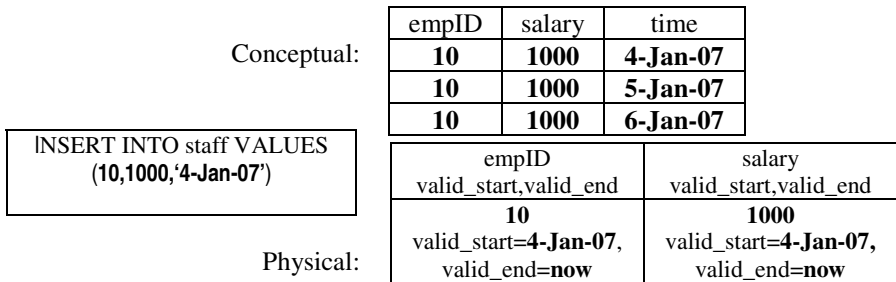 empID salary time
Conceptual: 10 1000 4-Jan-07
10 1000 5-Jan-07
10 1000 6-Jan-07
INSERT INTO staff VALUES
(10,1000,‘4-Jan-07’)
empID salary
valid_start,valid_end valid_start,valid_end
10 1000
valid_start=4-Jan-07, valid_start=4-Jan-07,
Physical: valid_end=now valid_end=now